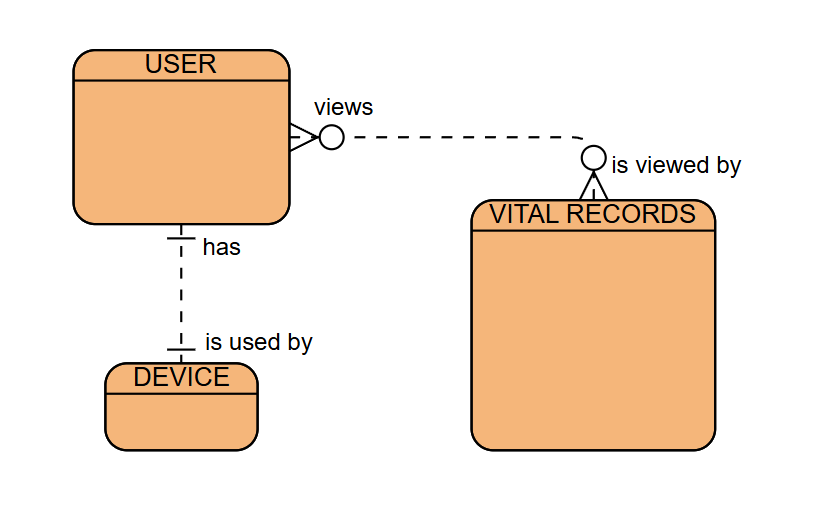 USER
views
is viewed by
VITAL RECORDS
has
is used by
DEVICE